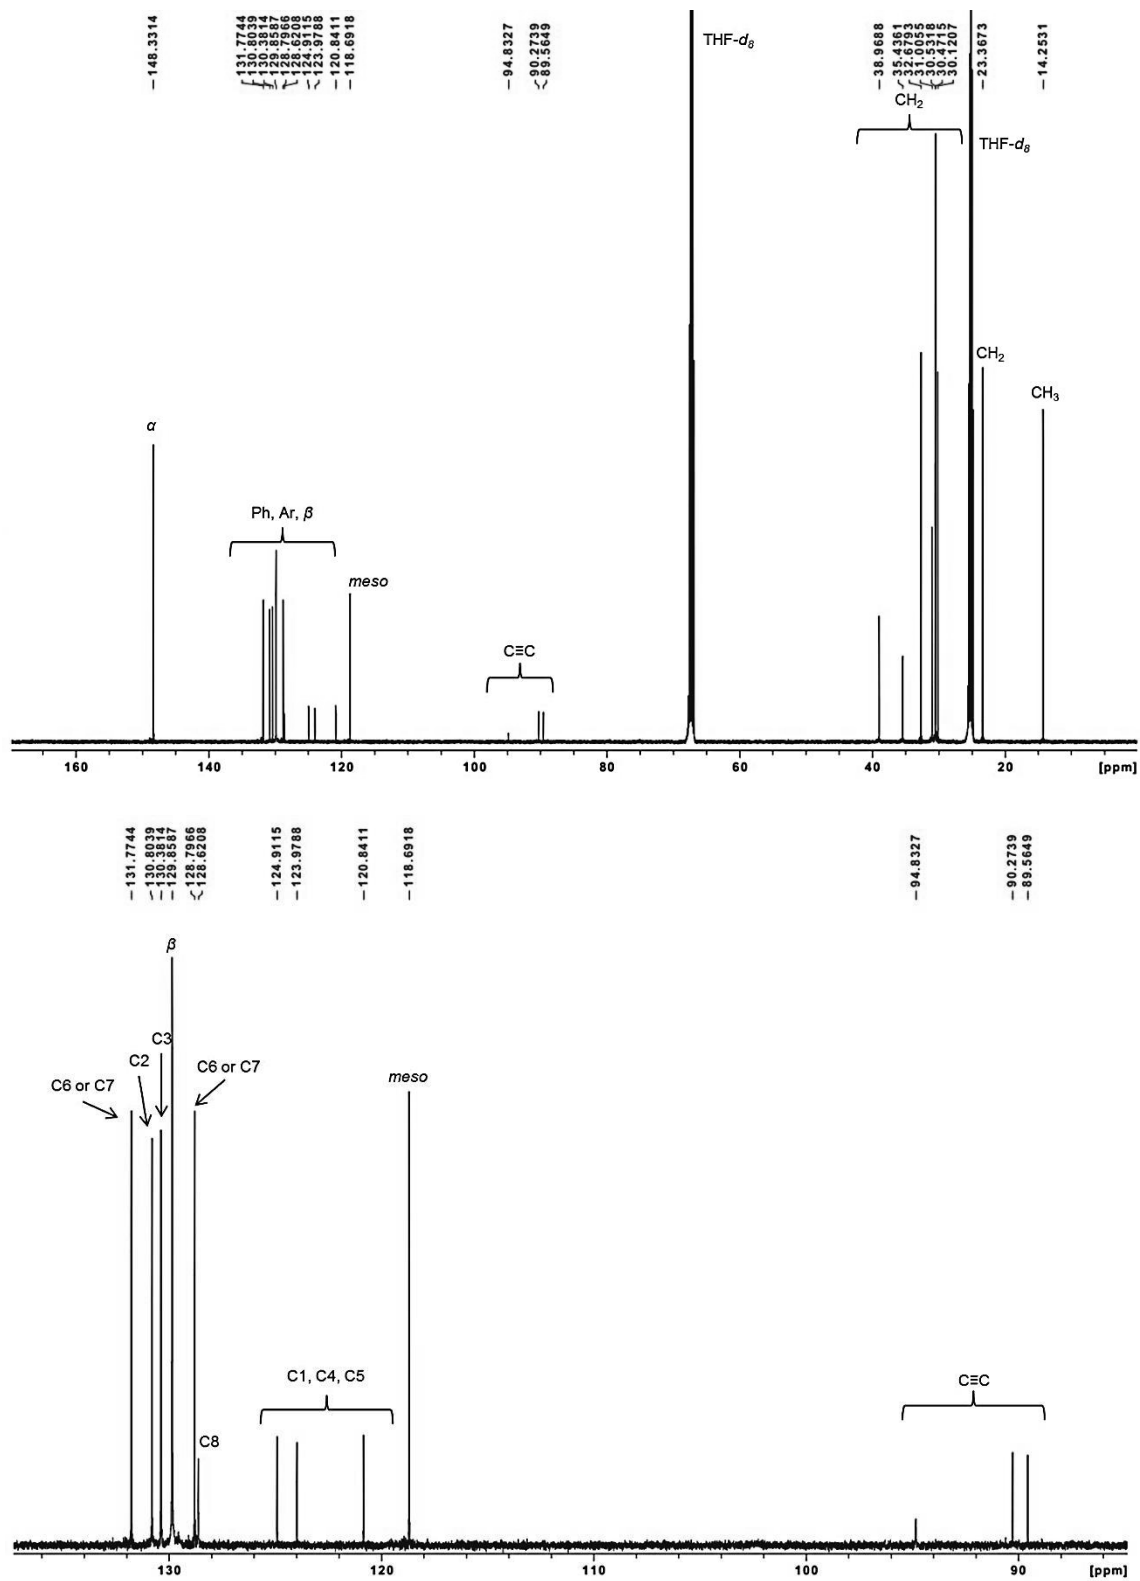 148.3314
131.7744
130.8039
130.3814
129.8587
128.7966
128.6208
124.9115
123.9788
120.8411
118.6918
94.8327
90.2739
89.5649
38.9688
35.4361
32.6793
31.0055
30.5318
30.4715
30.1207
23.3673
14.2531
THF-d₈
CH₂
THF-d₈
CH₂
CH₃
α
Ph, Ar, β
meso
C≡C
160 140 120 100 80 60 40 20 [ppm]
131.7744
130.8039
130.3814
129.8587
128.7966
128.6208
124.9115
123.9788
120.8411
118.6918
94.8327
90.2739
89.5649
β
C3
C2
C6 or C7
C6 or C7
meso
C1, C4, C5
C≡C
C8
130 120 110 100 90 [ppm]